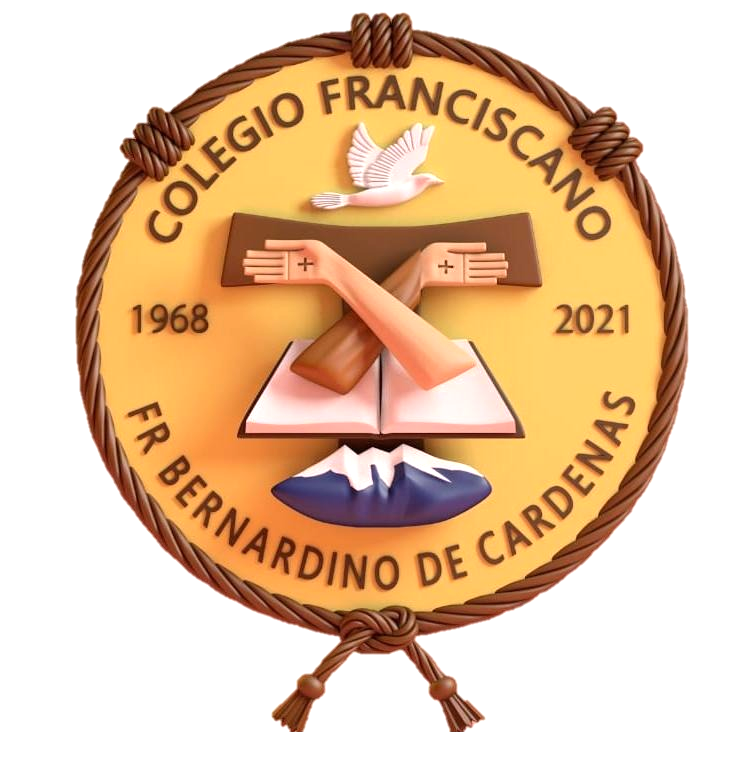 COLEGIO FRANCISCANO
1968
2021
FR BERNARDINO DE CARDENAS